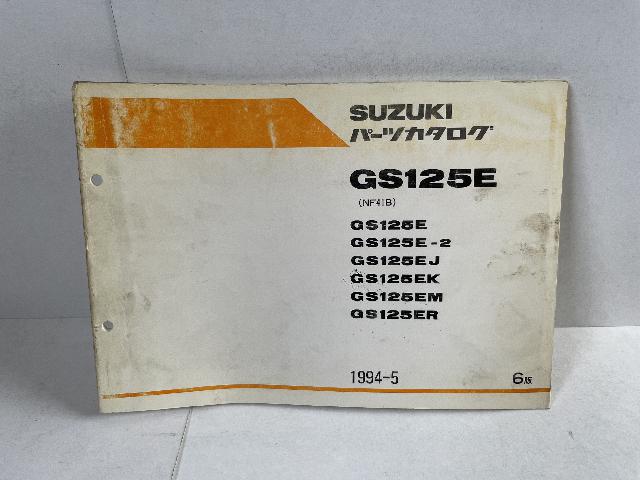 SUZUKI
パーツカタログ
GS125E
(NF41B)
GS125E
GS125E-2
GS125EJ
GS125EK
GS125EM
GS125ER
1994-5
6版